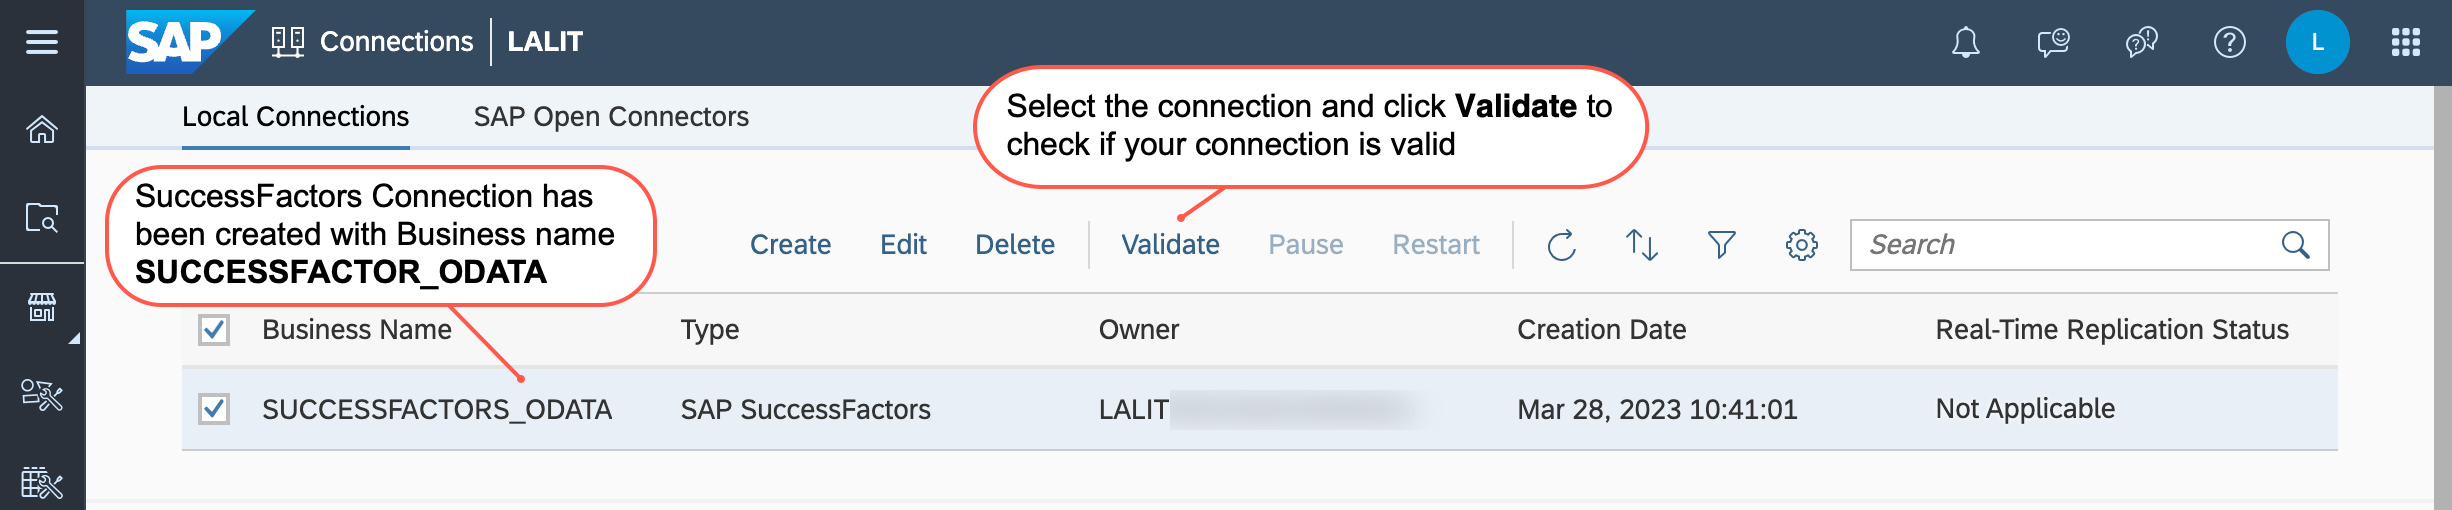 SAP Connections LALIT L
Local Connections SAP Open Connectors
Select the connection and click Validate to
check if your connection is valid
SuccessFactors Connection has
been created with Business name
SUCCESSFACTOR_ODATA
Create Edit Delete Validate Pause Restart Search
Business Name Type Owner Creation Date Real-Time Replication Status
SUCCESSFACTORS_ODATA SAP SuccessFactors LALIT Mar 28, 2023 10:41:01 Not Applicable